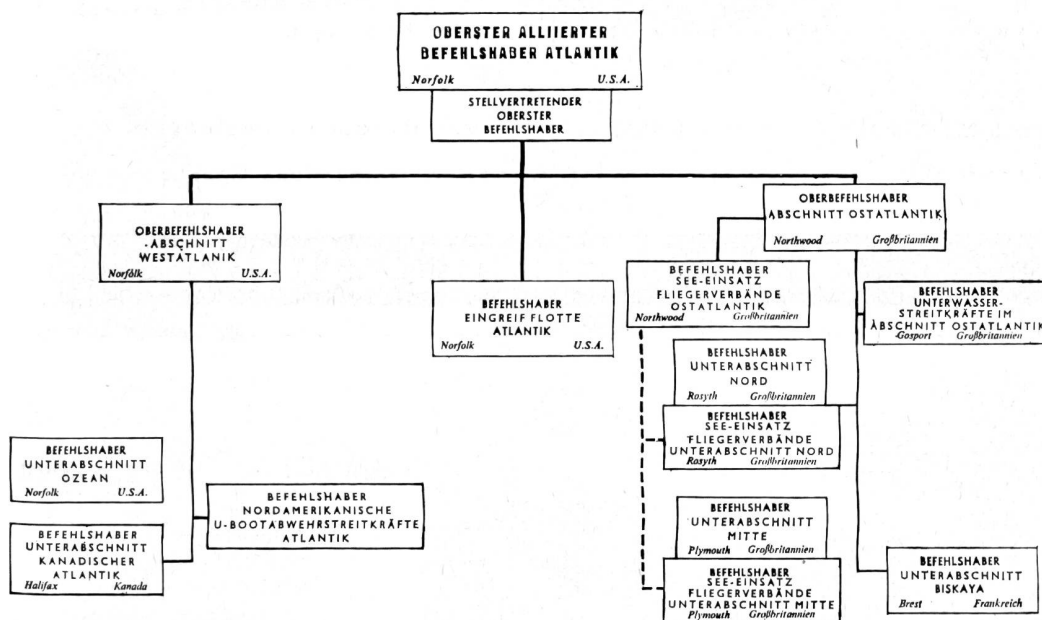 OBERSTER ALLIIERTER
BEFEHLSHABER ATLANTIK
Norfolk U.S.A.
STELLVERTRETENDER
OBERSTER
BEFEHLSHABER
OBERBEFEHLSHABER
-ABSCHNITT
WESTATLANIK
Norfolk U.S.A.
BEFEHLSHABER
EINGREIF FLOTTE
ATLANTIK
Norfolk U.S.A.
OBERBEFEHLSHABER
ABSCHNITT OSTATLANTIK
Northwood Großbritannien
BEFEHLSHABER
SEE-EINSATZ
FLIEGERVERBÄNDE
OSTATLANTIK
Northwood Großbritannien
BEFEHLSHABER
UNTERWASSER-
STREITKRÄFTE IM
ABSCHNITT OSTATLANTIK
-Gosport Großbritannien
BEFEHLSHABER
UNTERABSCHNITT
NORD
Rosyth Großbritannien
BEFEHLSHABER
SEE-EINSATZ
FLIEGERVERBÄNDE
UNTERABSCHNITT NORD
Rosyth Großbritannien
BEFEHLSHABER
UNTERABSCHNITT
OZEAN
Norfolk U.S.A.
BEFEHLSHABER
NORDAMERIKANISCHE
U-BOOTABWEHRSTREITKRÄFTE
ATLANTIK
BEFEHLSHABER
UNTERABSCHNITT
KANADISCHER
ATLANTIK
Halifax Kanada
BEFEHLSHABER
UNTERABSCHNITT
MITTE
Plymouth Großbritannien
BEFEHLSHABER
SEE-EINSATZ
FLIEGERVERBÄNDE
UNTERABSCHNITT MITTE
Plymouth Großbritannien
BEFEHLSHABER
UNTERABSCHNITT
BISKAYA
Brest Frankreich